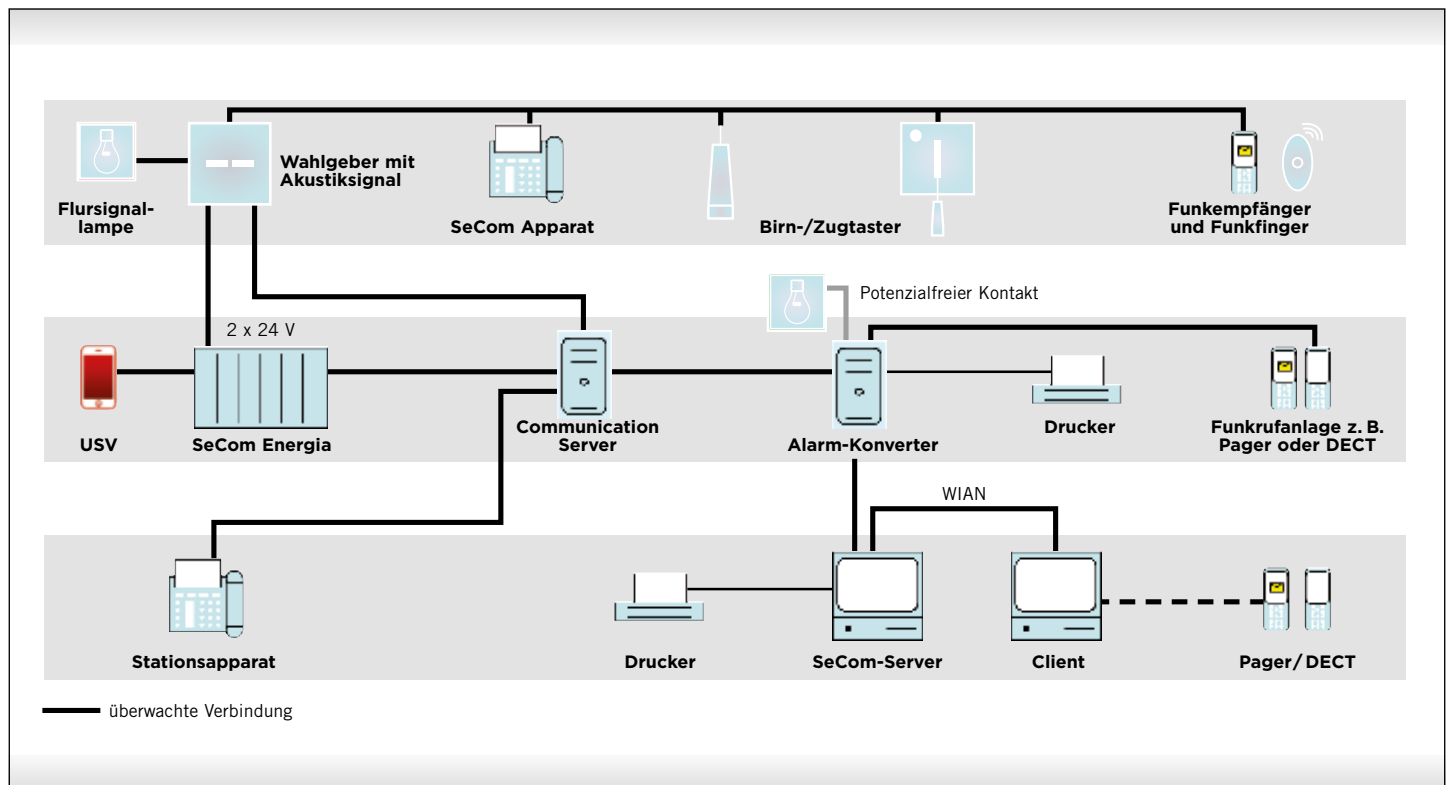 Wahlgeber mit
Akustiksignal
Flursignal-
lampe
SeCom Apparat
Birn-/Zugtaster
Funkempfänger
und Funkfinger
Potenzialfreier Kontakt
2 x 24 V
USV
SeCom Energia
Communication
Server
Alarm-Konverter
Drucker
Funkrufanlage z. B.
Pager oder DECT
WIAN
Stationsapparat
Drucker
SeCom-Server
Client
Pager/DECT
überwachte Verbindung